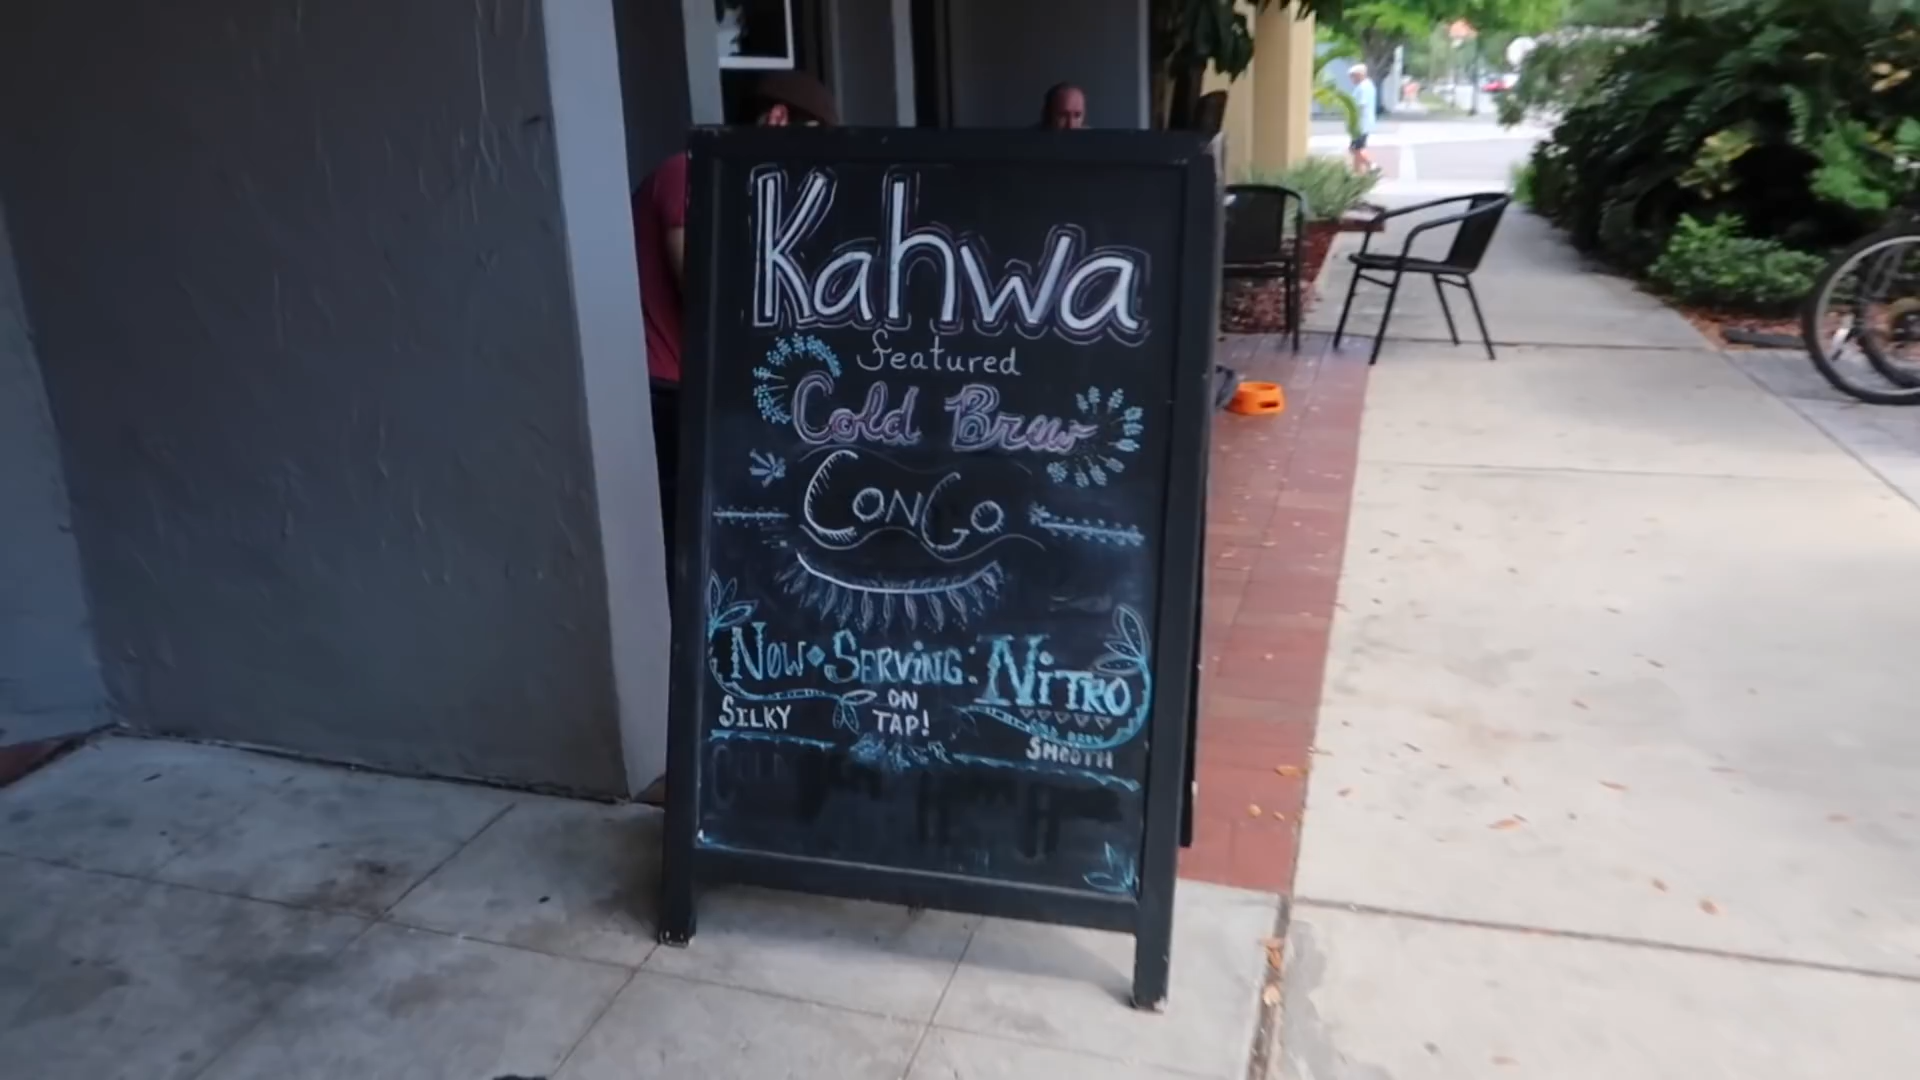 Kahwa
featured
Cold Brew
CONGO
NOW SERVING: NITRO
ON
TAP!
SILKY
SMOOTH